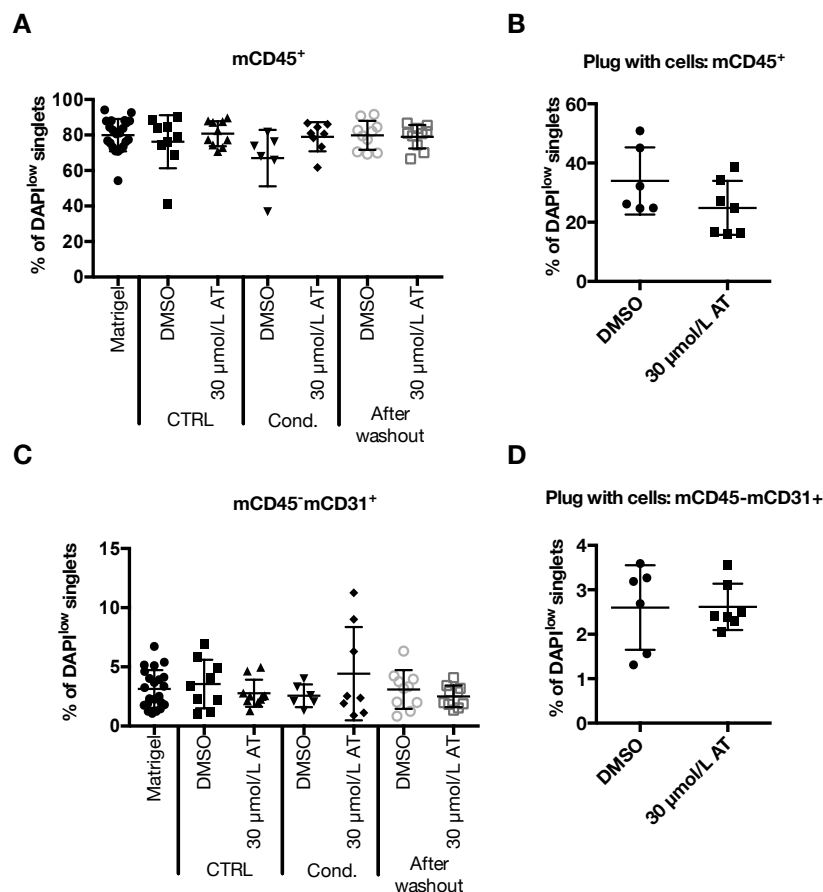 A
mCD45⁺
% of DAPIˡᵒʷ singlets
100
80
60
40
20
0
Matrigel
DMSO
30 µmol/L AT
DMSO
30 µmol/L AT
DMSO
30 µmol/L AT
CTRL
Cond.
After
washout
B
Plug with cells: mCD45⁺
% of DAPIˡᵒʷ singlets
60
40
20
0
DMSO
30 µmol/L AT
C
mCD45⁻mCD31⁺
% of DAPIˡᵒʷ singlets
15
10
5
0
Matrigel
DMSO
30 µmol/L AT
DMSO
30 µmol/L AT
DMSO
30 µmol/L AT
CTRL
Cond.
After
washout
D
Plug with cells: mCD45-mCD31+
% of DAPIˡᵒʷ singlets
4
3
2
1
0
DMSO
30 µmol/L AT